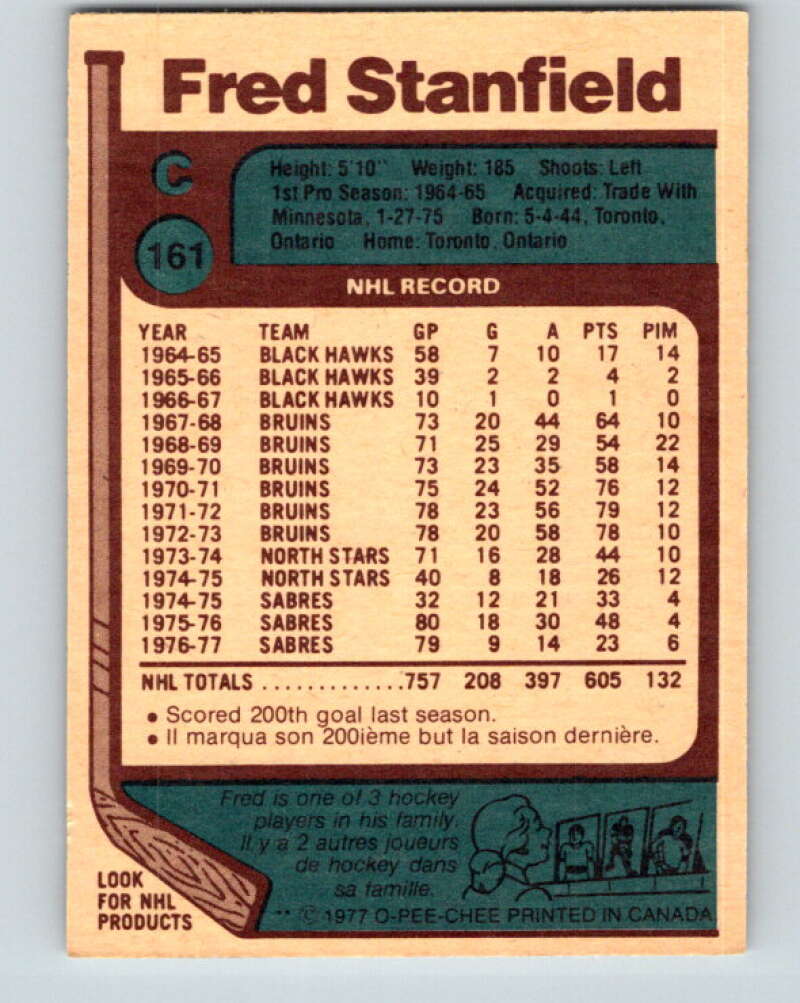 Fred Stanfield
C
161
Height: 5'10" Weight: 185 Shoots: Left
1st Pro Season: 1964-65 Acquired: Trade With
Minnesota, 1-27-75 Born: 5-4-44, Toronto,
Ontario Home: Toronto, Ontario
NHL RECORD
YEAR TEAM GP G A PTS PIM
1964-65 BLACK HAWKS 58 7 10 17 14
1965-66 BLACK HAWKS 39 2 2 4 2
1966-67 BLACK HAWKS 10 1 0 1 0
1967-68 BRUINS 73 20 44 64 10
1968-69 BRUINS 71 25 29 54 22
1969-70 BRUINS 73 23 35 58 14
1970-71 BRUINS 75 24 52 76 12
1971-72 BRUINS 78 23 56 79 12
1972-73 BRUINS 78 20 58 78 10
1973-74 NORTH STARS 71 16 28 44 10
1974-75 NORTH STARS 40 8 18 26 12
1974-75 SABRES 32 12 21 33 4
1975-76 SABRES 80 18 30 48 4
1976-77 SABRES 79 9 14 23 6
NHL TOTALS .............757 208 397 605 132
• Scored 200th goal last season.
• Il marqua son 200ième but la saison dernière.
Fred is one of 3 hockey
players in his family.
Il y a 2 autres joueurs
de hockey dans
sa famille.
LOOK
FOR NHL
PRODUCTS
** © 1977 O-PEE-CHEE PRINTED IN CANADA